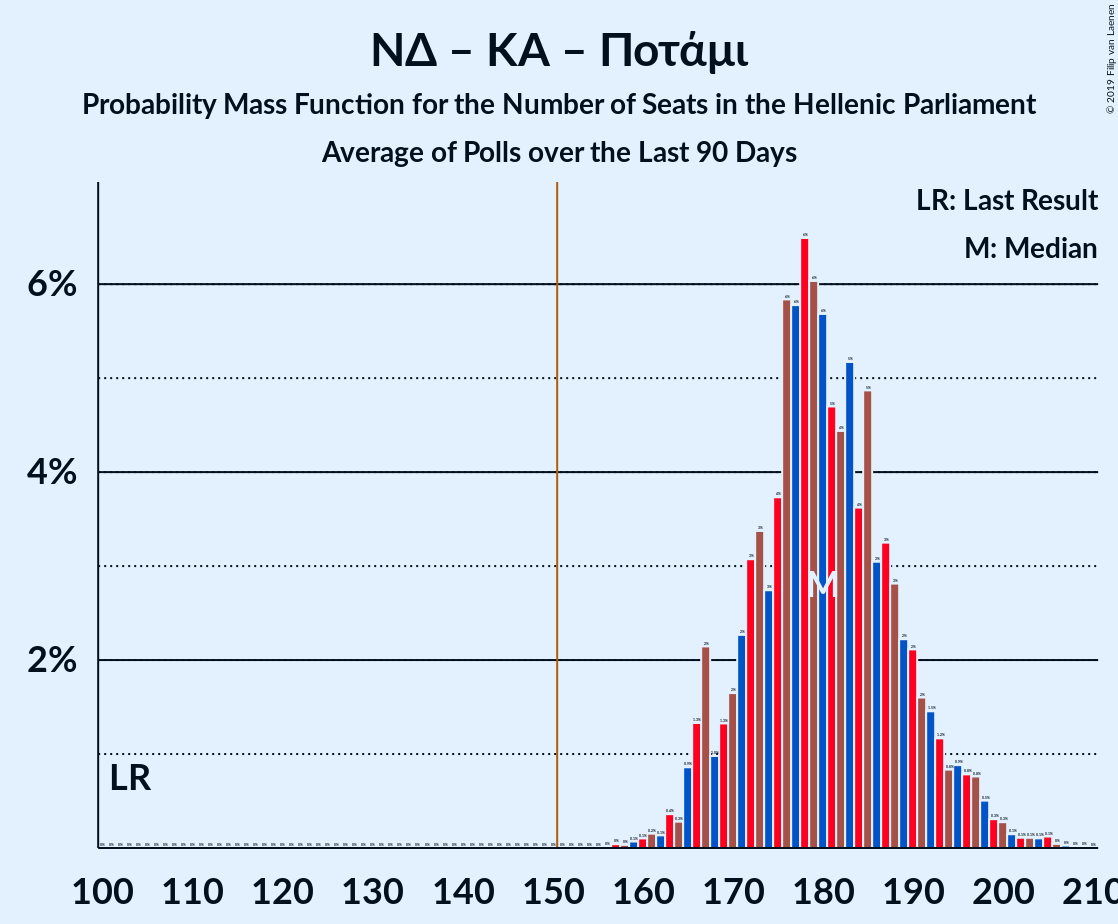 ΝΔ – ΚΑ – Ποτάμι
Probability Mass Function for the Number of Seats in the Hellenic Parliament
Average of Polls over the Last 90 Days
© 2019 Filip van Laenen
LR: Last Result
M: Median
6%
4%
2%
LR
M
100 110 120 130 140 150 160 170 180 190 200 210